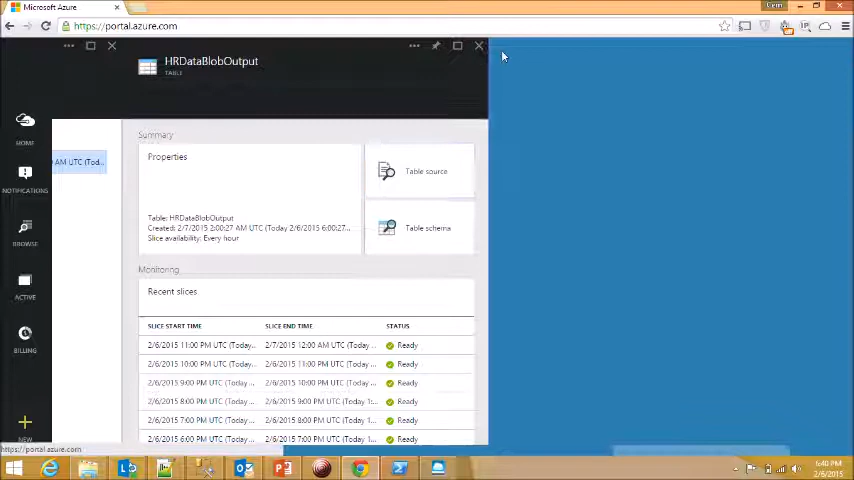 Microsoft Azure
Cem
https://portal.azure.com
HRDataBlobOutput
TABLE
HOME
NOTIFICATIONS
BROWSE
ACTIVE
BILLING
NEW
AM UTC (Tod...
Summary
Properties
Table source
Table: HRDataBlobOutput
Created: 2/7/2015 2:00:27 AM UTC (Today 2/6/2015 6:00:27...
Slice availability: Every hour
Table schema
Monitoring
Recent slices
SLICE START TIME SLICE END TIME STATUS
2/6/2015 11:00 PM UTC (Today... 2/7/2015 12:00 AM UTC (Today ... Ready
2/6/2015 10:00 PM UTC (Today... 2/6/2015 11:00 PM UTC (Today ... Ready
2/6/2015 9:00 PM UTC (Today ... 2/6/2015 10:00 PM UTC (Today ... Ready
2/6/2015 8:00 PM UTC (Today ... 2/6/2015 9:00 PM UTC (Today 1... Ready
2/6/2015 7:00 PM UTC (Today ... 2/6/2015 8:00 PM UTC (Today 1... Ready
2/6/2015 6:00 PM UTC (Today ... 2/6/2015 7:00 PM UTC (Today 1... Ready
https://portal.azure.com
6:40 PM
2/6/2015